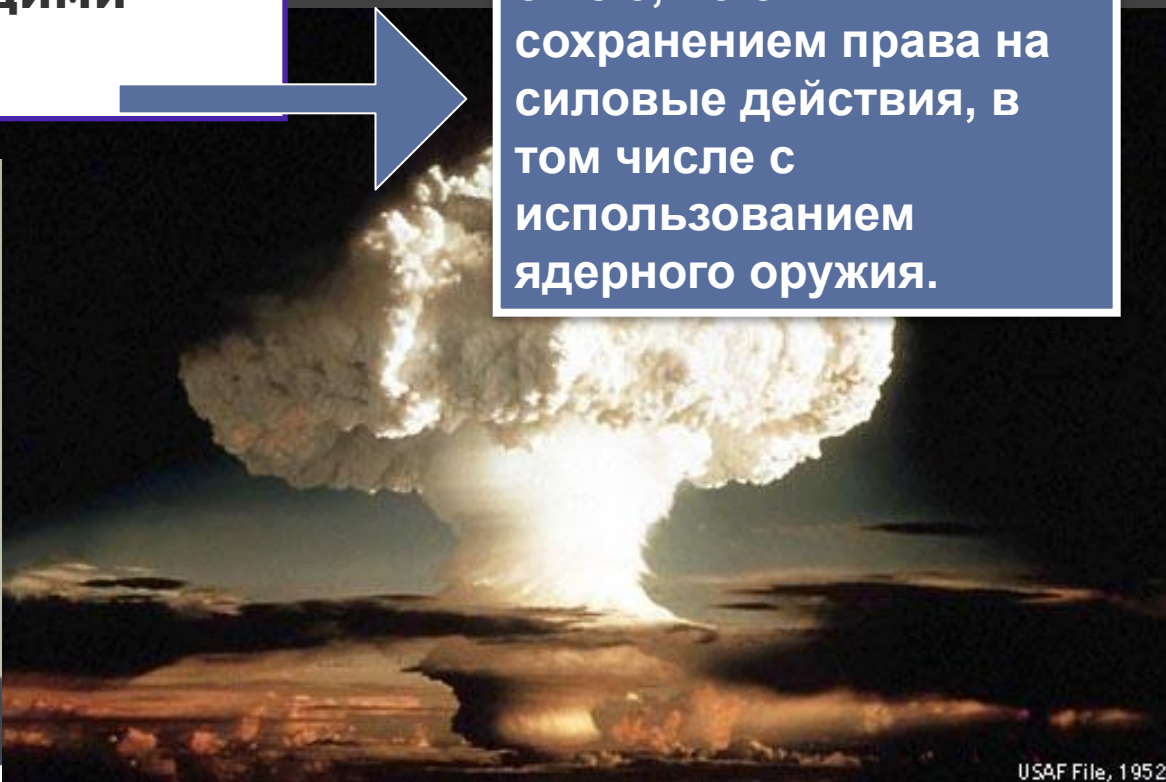 сохранением права на
силовые действия, в
том числе с
использованием
ядерного оружия.
USAF File, 1952